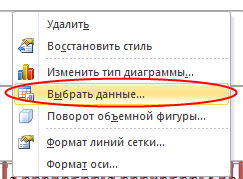 Удалить
Восстановить стиль
Изменить тип диаграммы...
Выбрать данные...
Поворот объемной фигуры...
Формат линий сетки...
Формат оси...